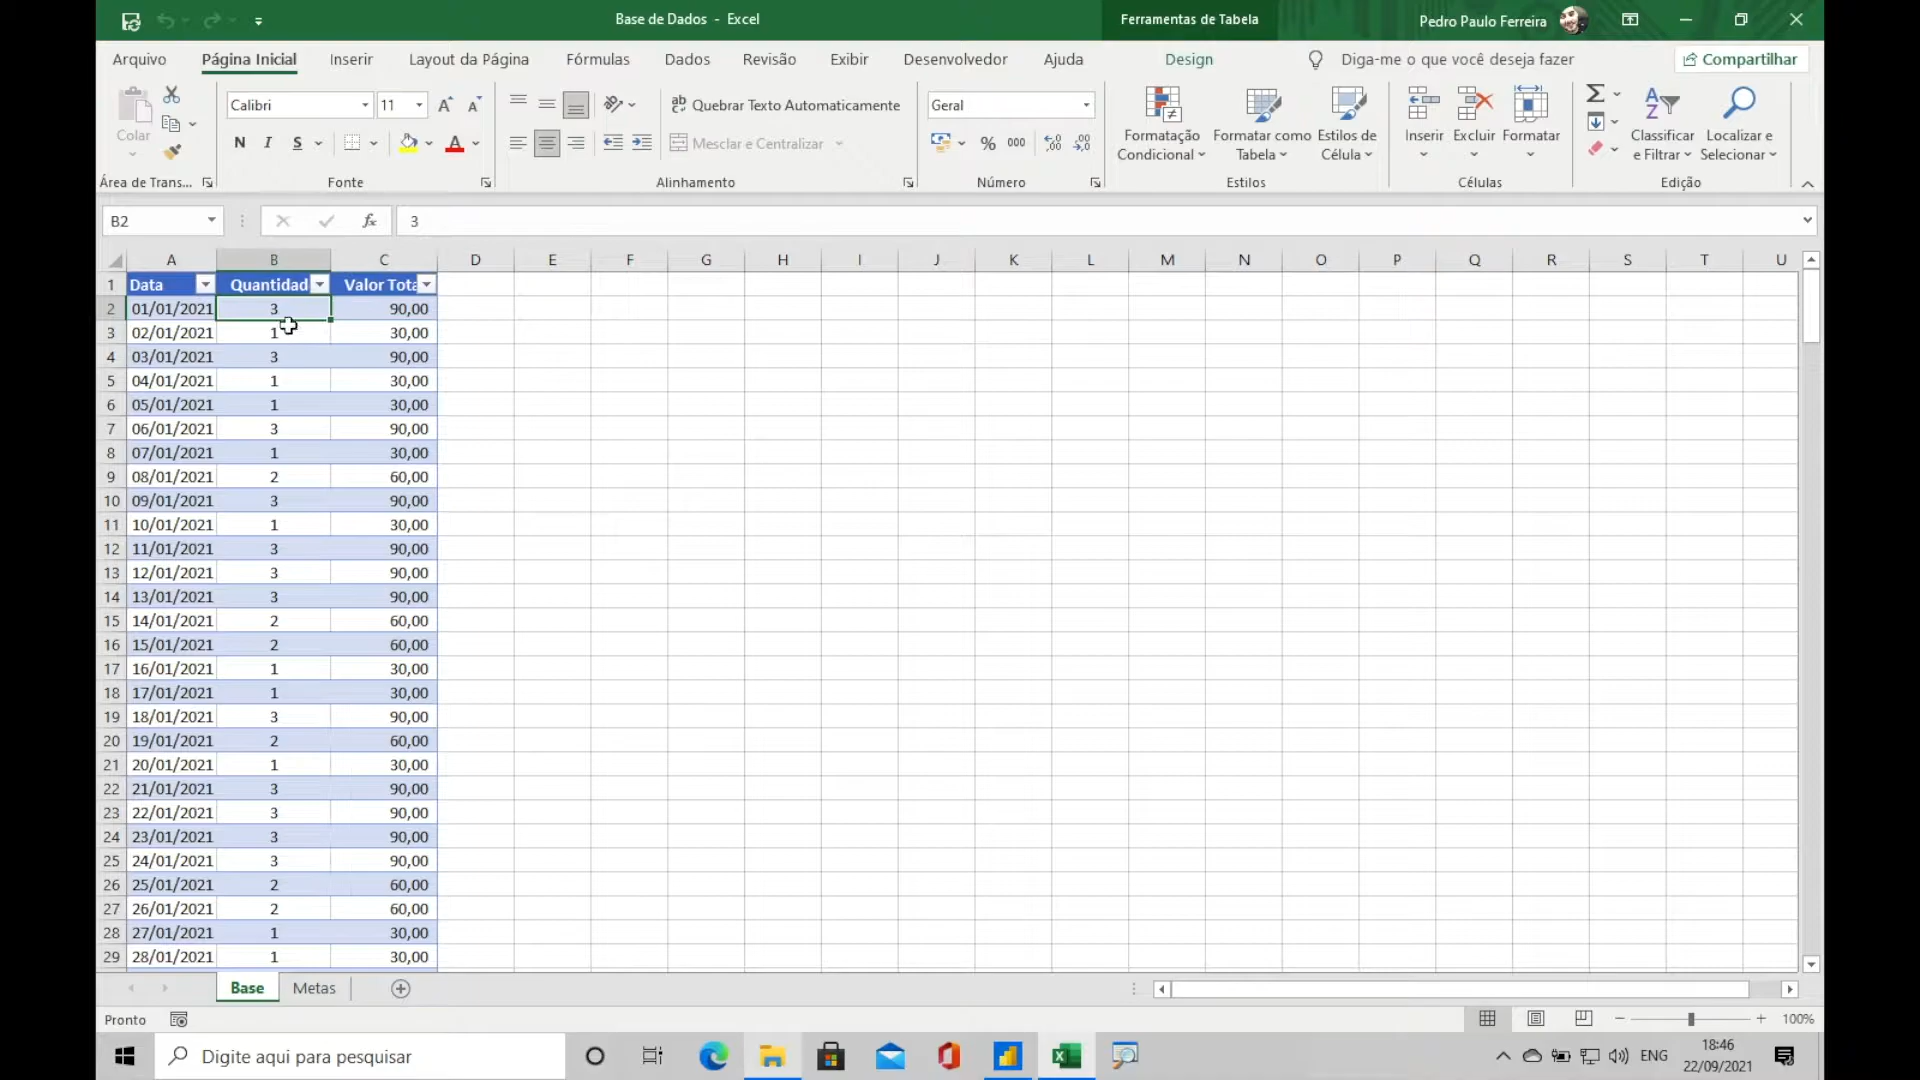 Base de Dados - Excel
Ferramentas de Tabela
Pedro Paulo Ferreira
Arquivo Página Inicial Inserir Layout da Página Fórmulas Dados Revisão Exibir Desenvolvedor Ajuda Design Diga-me o que você deseja fazer Compartilhar
Colar
Calibri 11
N I S
Quebrar Texto Automaticamente
Mesclar e Centralizar
Geral
% 000
Formatação Condicional
Formatar como Tabela
Estilos de Célula
Inserir Excluir Formatar
Classificar e Filtrar
Localizar e Selecionar
Área de Trans... Fonte Alinhamento Número Estilos Células Edição
B2 fx 3
A B C D E F G H I J K L M N O P Q R S T U
1 Data Quantidad Valor Tota
2 01/01/2021 3 90,00
3 02/01/2021 1 30,00
4 03/01/2021 3 90,00
5 04/01/2021 1 30,00
6 05/01/2021 1 30,00
7 06/01/2021 3 90,00
8 07/01/2021 1 30,00
9 08/01/2021 2 60,00
10 09/01/2021 3 90,00
11 10/01/2021 1 30,00
12 11/01/2021 3 90,00
13 12/01/2021 3 90,00
14 13/01/2021 3 90,00
15 14/01/2021 2 60,00
16 15/01/2021 2 60,00
17 16/01/2021 1 30,00
18 17/01/2021 1 30,00
19 18/01/2021 3 90,00
20 19/01/2021 2 60,00
21 20/01/2021 1 30,00
22 21/01/2021 3 90,00
23 22/01/2021 3 90,00
24 23/01/2021 3 90,00
25 24/01/2021 3 90,00
26 25/01/2021 2 60,00
27 26/01/2021 2 60,00
28 27/01/2021 1 30,00
29 28/01/2021 1 30,00
Base Metas
Pronto
100%
Digite aqui para pesquisar
ENG
18:46
22/09/2021